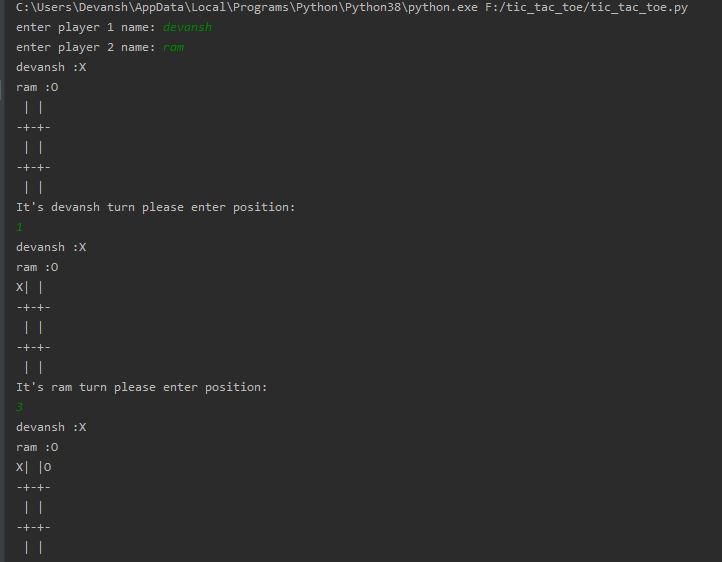 C:\Users\Devansh\AppData\Local\Programs\Python\Python38\python.exe F:/tic_tac_toe/tic_tac_toe.py
enter player 1 name: devansh
enter player 2 name: ram
devansh :X
ram :O
 | |
-+-+-
 | |
-+-+-
 | |
It's devansh turn please enter position:
1
devansh :X
ram :O
X| |
-+-+-
 | |
-+-+-
 | |
It's ram turn please enter position:
3
devansh :X
ram :O
X| |O
-+-+-
 | |
-+-+-
 | |